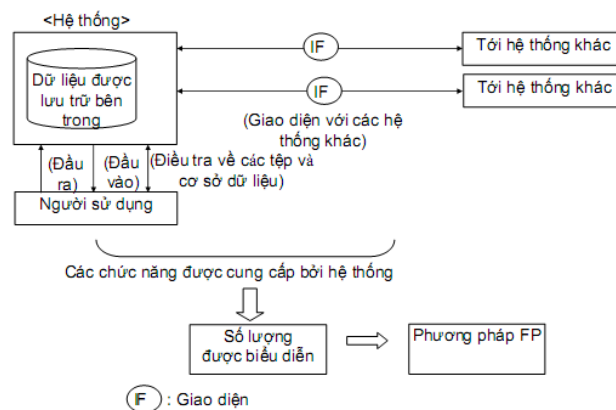 <Hệ thống>
Dữ liệu được
lưu trữ bên
trong
IF
Tới hệ thống khác
IF
Tới hệ thống khác
(Giao diện với các hệ
thống khác)
(Đầu
ra)
(Đầu
vào)
(Điều tra về các tệp và
cơ sở dữ liệu)
Người sử dụng
Các chức năng được cung cấp bởi hệ thống
Số lượng
được biểu diễn
Phương pháp FP
IF : Giao diện